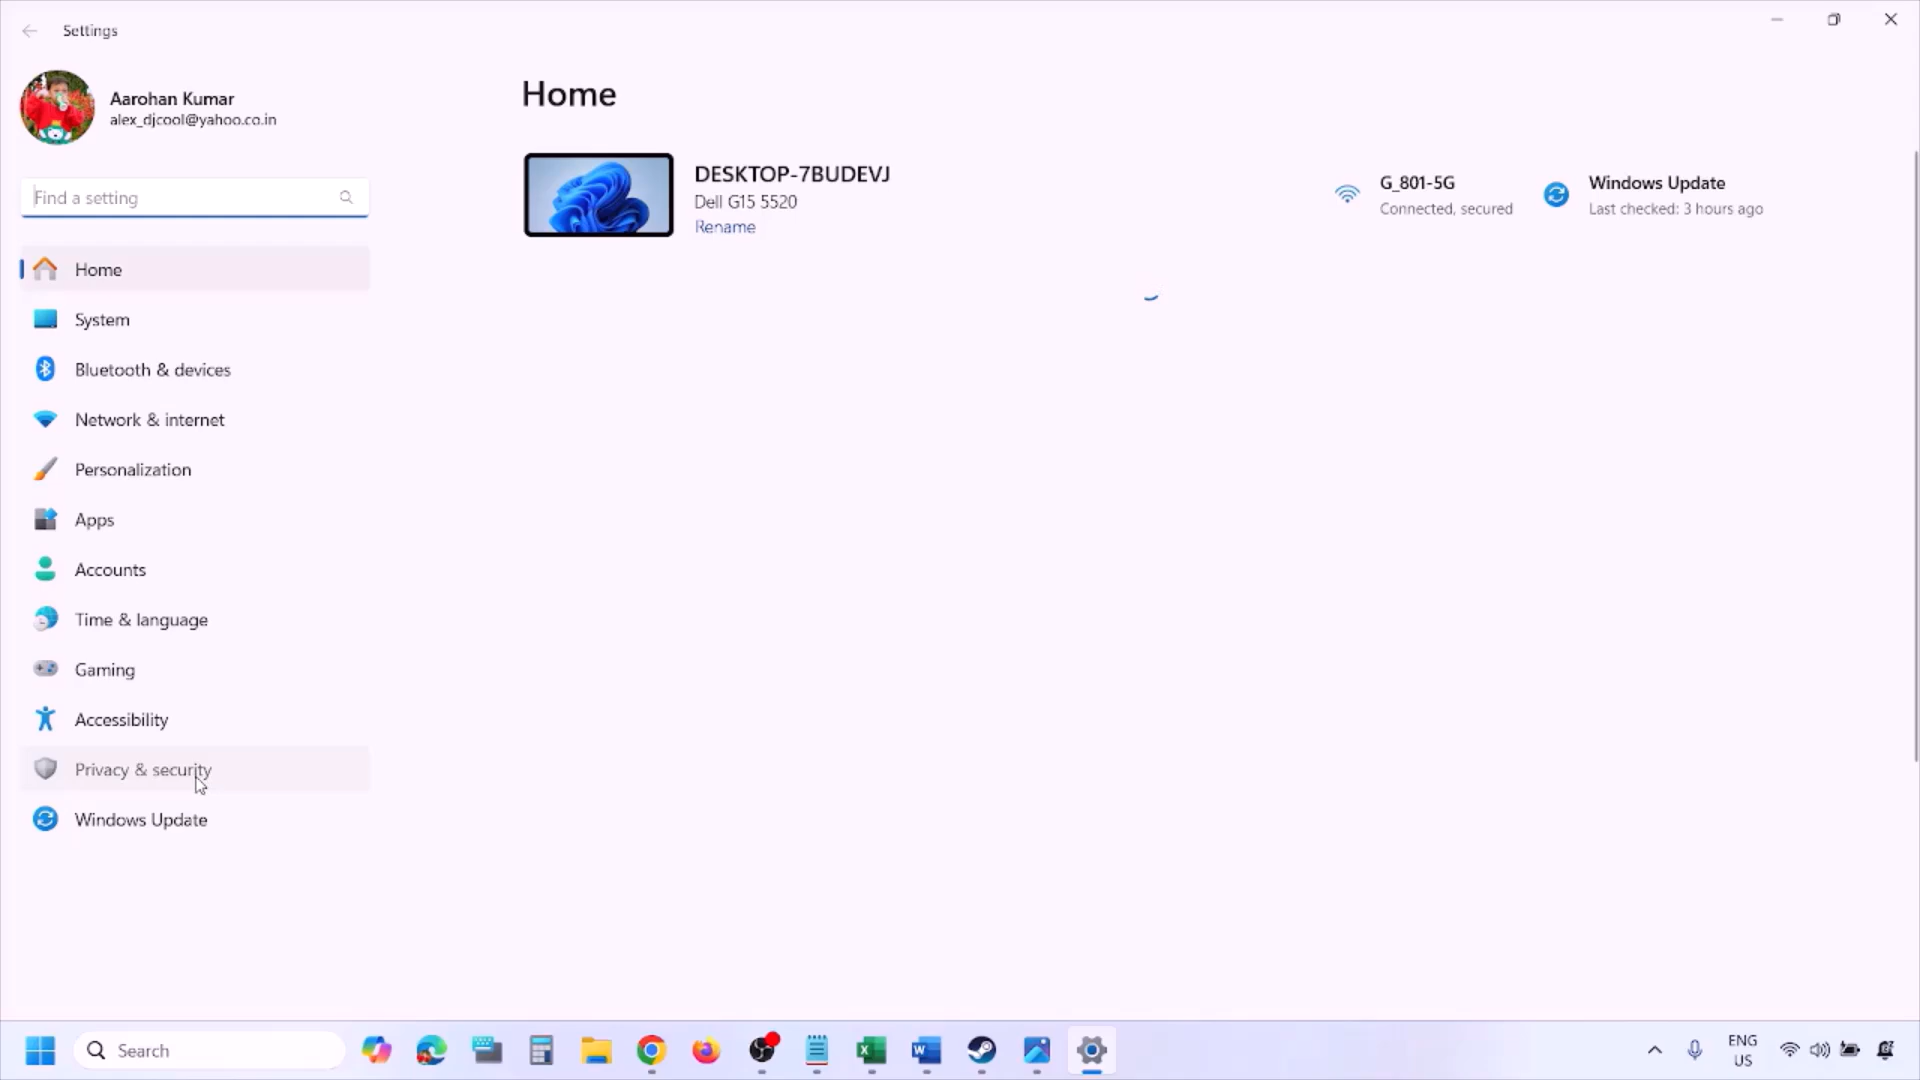 Settings
Aarohan Kumar
alex_djcool@yahoo.co.in
Find a setting
Home
System
Bluetooth & devices
Network & internet
Personalization
Apps
Accounts
Time & language
Gaming
Accessibility
Privacy & security
Windows Update
Home
DESKTOP-7BUDEVJ
Dell G15 5520
Rename
G_801-5G
Connected, secured
Windows Update
Last checked: 3 hours ago
Search
ENG
US